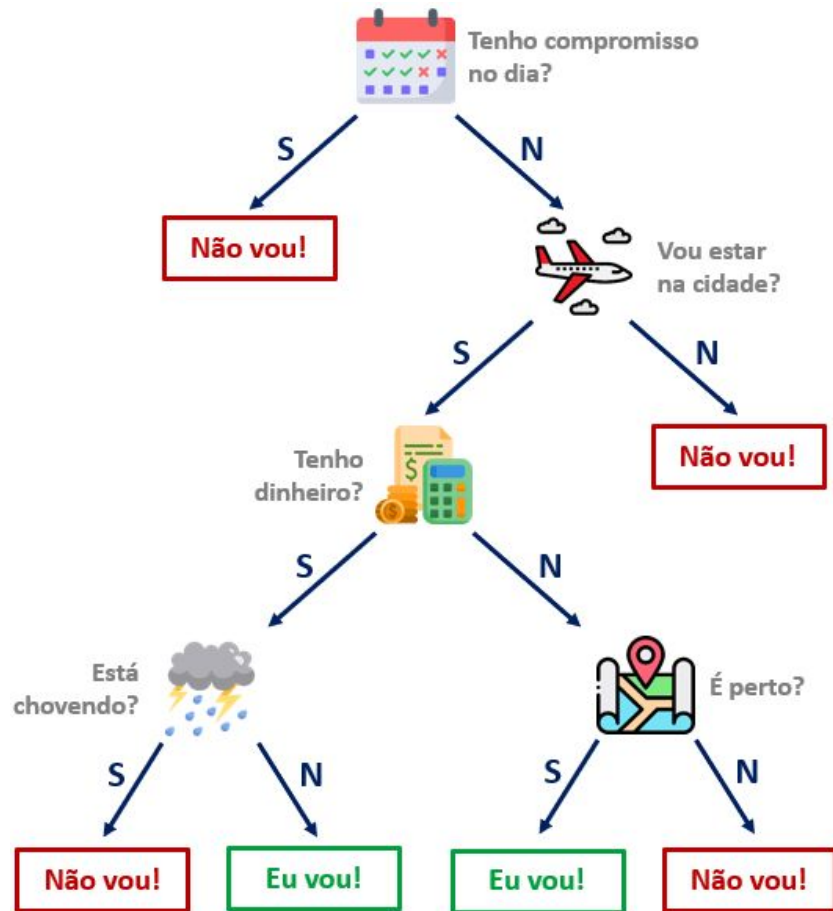 Tenho compromisso
no dia?
S
N
Não vou!
Vou estar
na cidade?
S
N
Tenho
dinheiro?
Não vou!
S
N
Está
chovendo?
É perto?
S
N
S
N
Não vou!
Eu vou!
Eu vou!
Não vou!